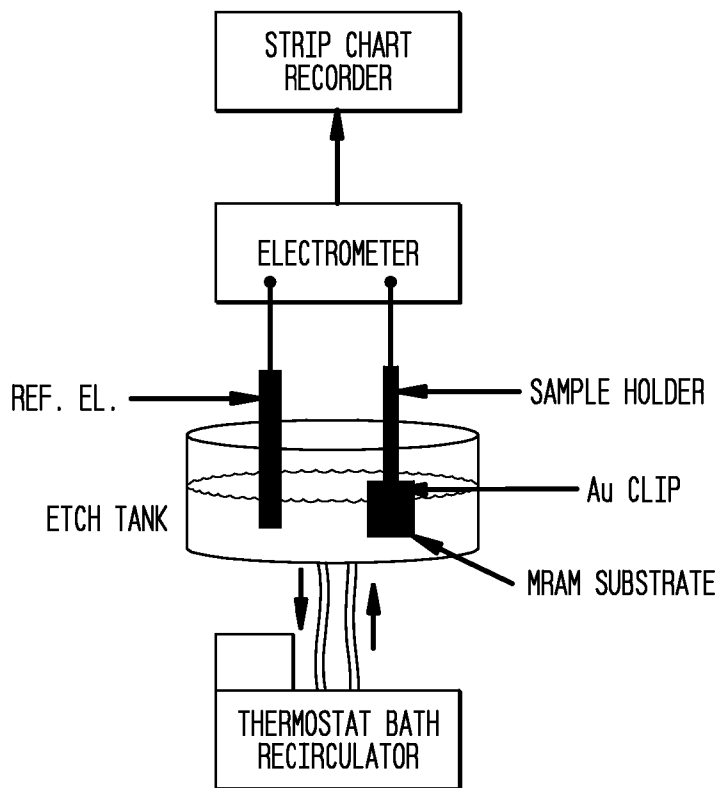 STRIP CHART
RECORDER
ELECTROMETER
REF. EL.
SAMPLE HOLDER
Au CLIP
ETCH TANK
MRAM SUBSTRATE
THERMOSTAT BATH
RECIRCULATOR